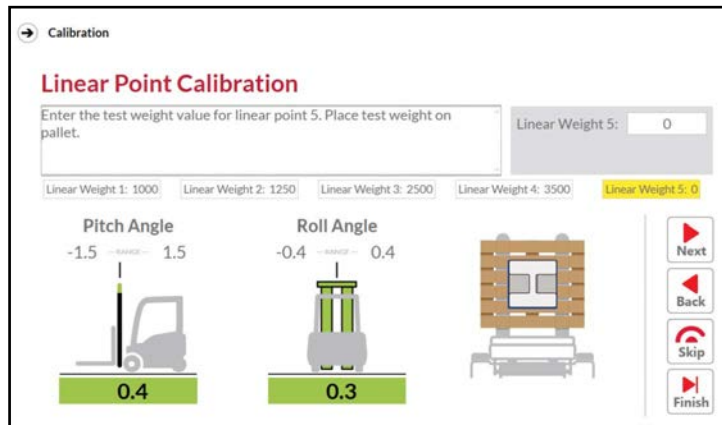 Calibration
Linear Point Calibration
Enter the test weight value for linear point 5. Place test weight on
pallet.
Linear Weight 5: 0
Linear Weight 1: 1000 Linear Weight 2: 1250 Linear Weight 3: 2500 Linear Weight 4: 3500 Linear Weight 5: 0
Pitch Angle
-1.5 RANGE 1.5
0.4
Roll Angle
-0.4 RANGE 0.4
0.3
Next
Back
Skip
Finish